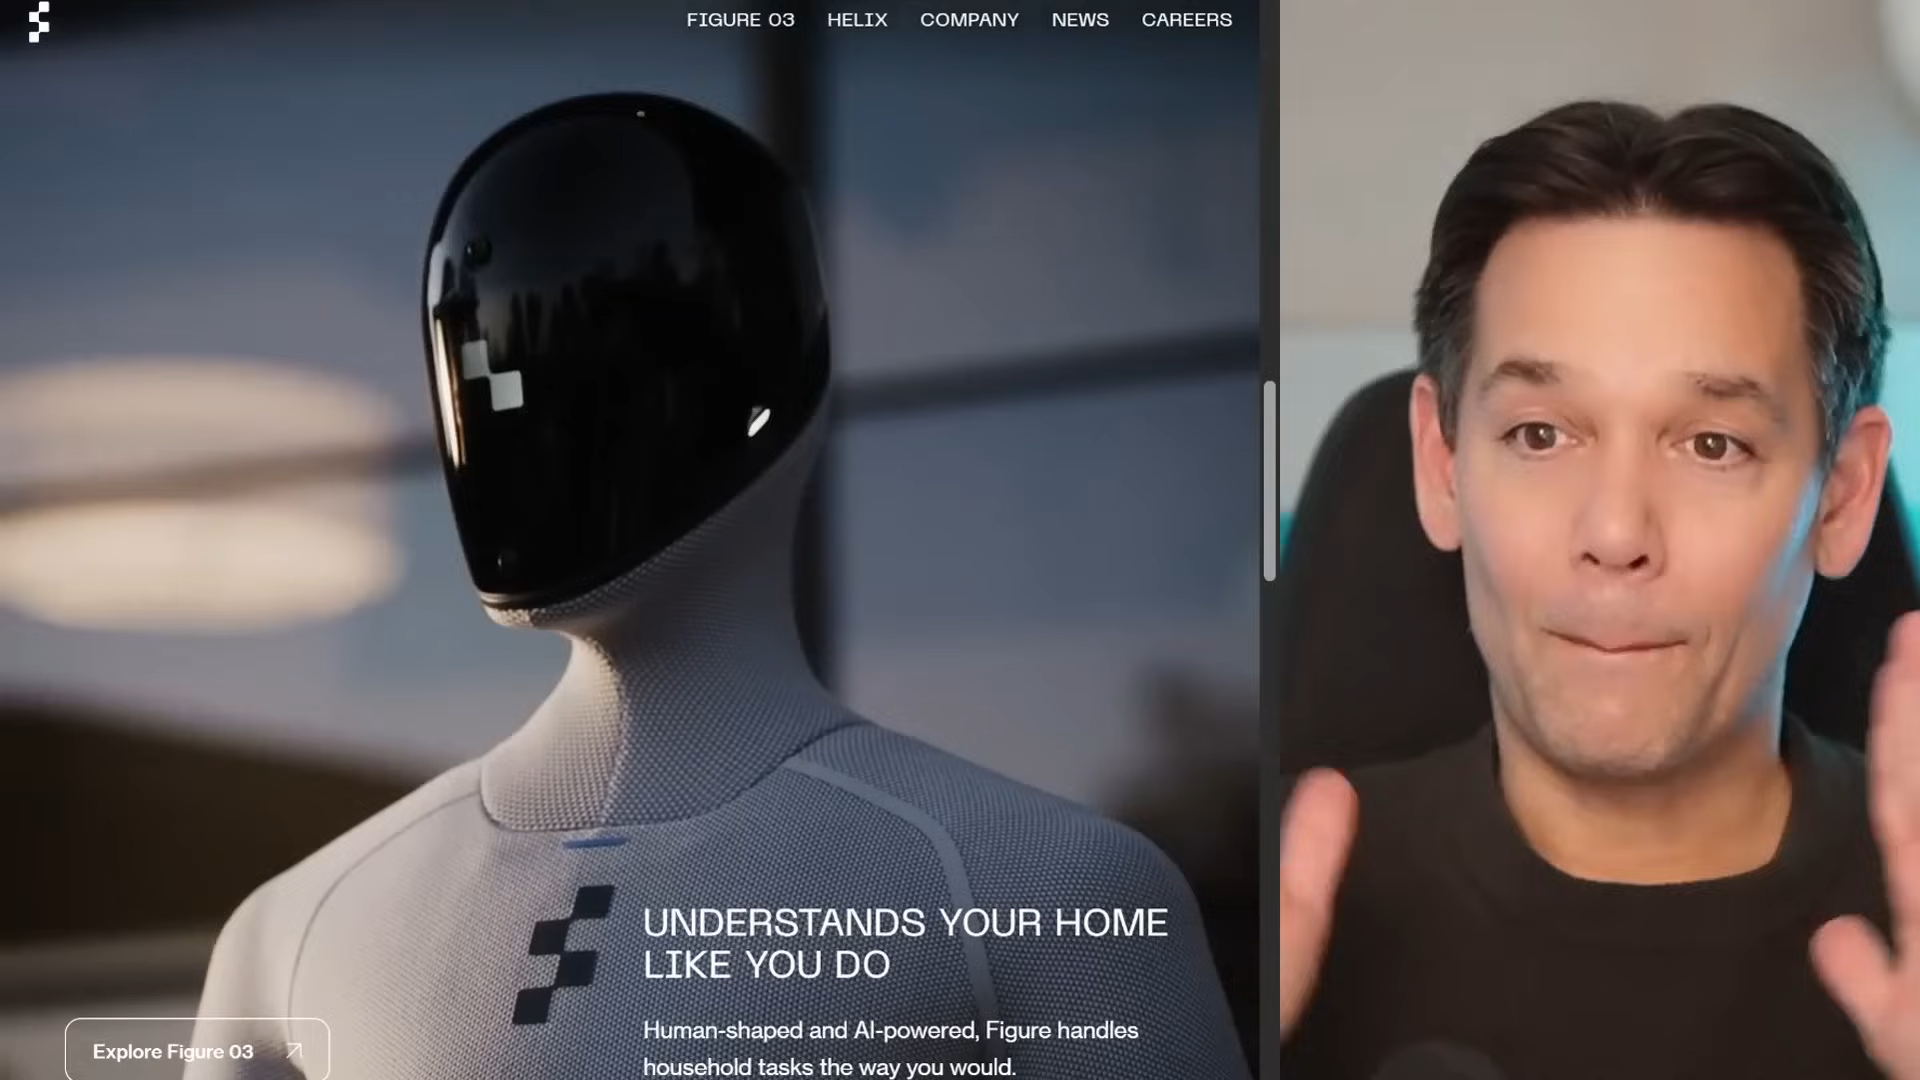 FIGURE 03 HELIX COMPANY NEWS CAREERS
UNDERSTANDS YOUR HOME
LIKE YOU DO
Human-shaped and AI-powered, Figure handles
household tasks the way you would.
Explore Figure 03